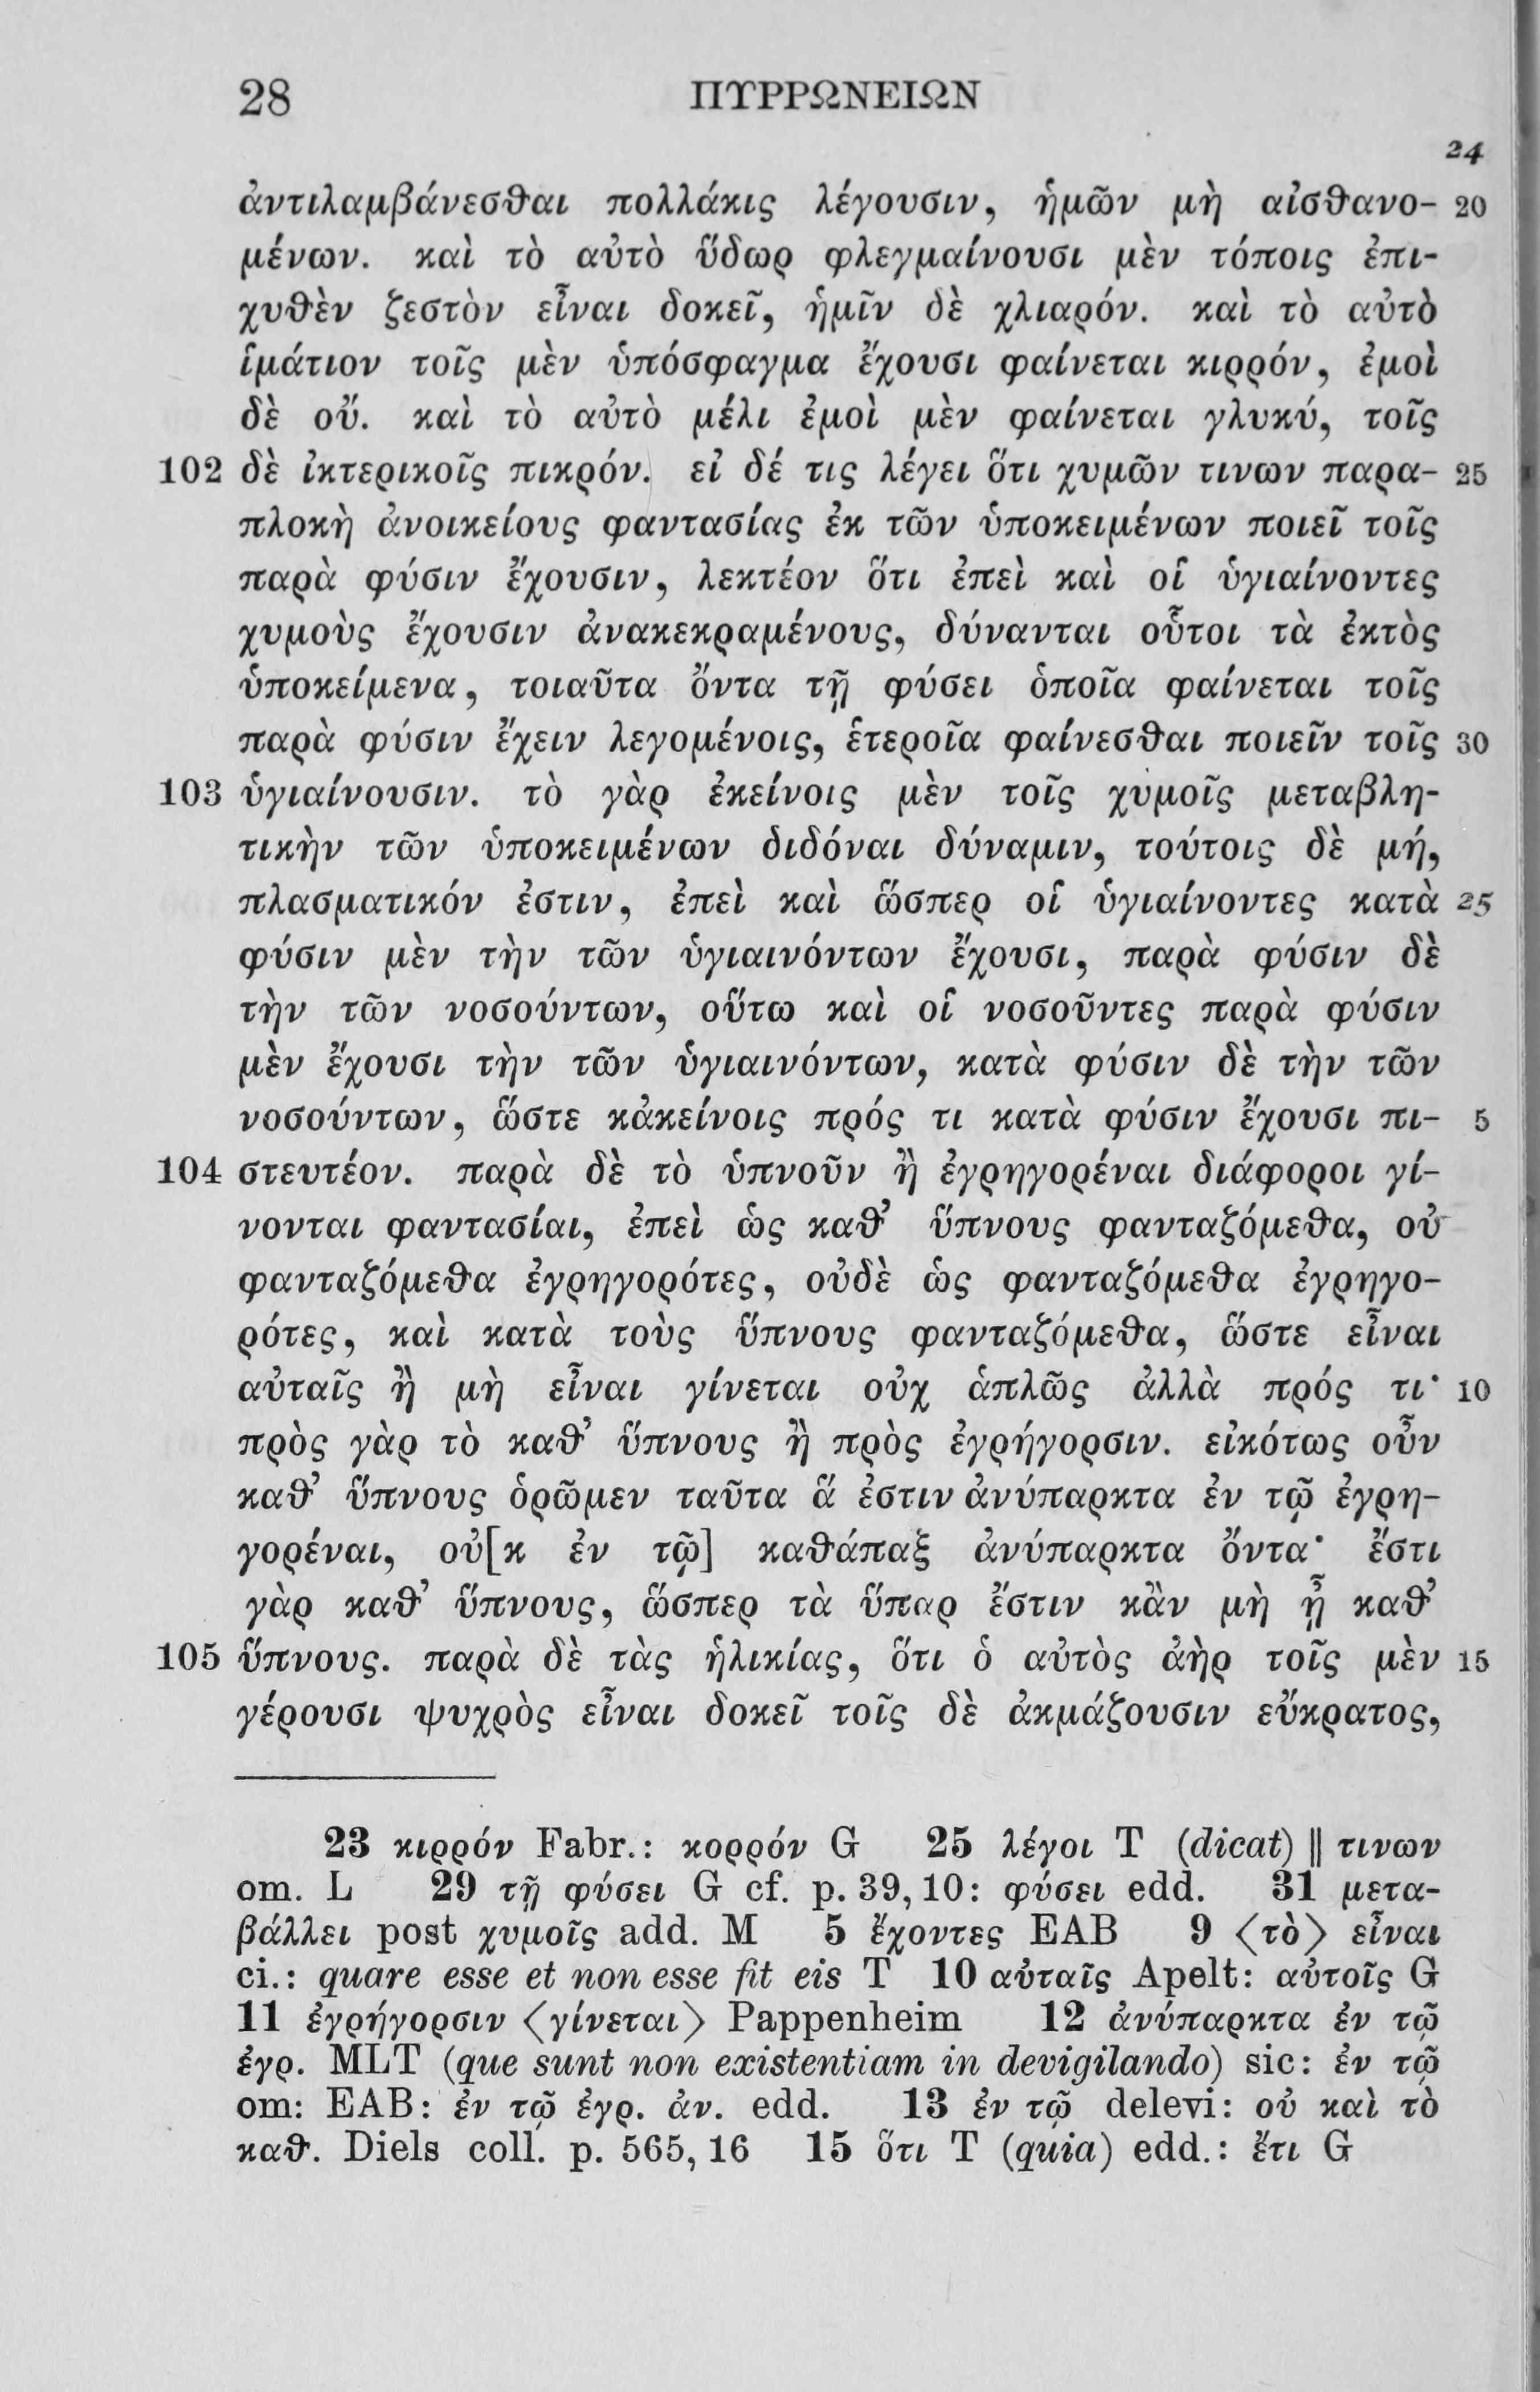 28 ΠΥΡΡΩΝΕΙΩΝ
24
ἀντιλαμβάνεσθαι πολλάκις λέγουσιν, ἡμῶν μὴ αἰσθανο- 20
μένων. καὶ τὸ αὐτὸ ὕδωρ φλεγμαίνουσι μὲν τόποις ἐπι-
χυθὲν ζεστὸν εἶναι δοκεῖ, ἡμῖν δὲ χλιαρόν. καὶ τὸ αὐτὸ
ἱμάτιον τοῖς μὲν ὑπόσφαγμα ἔχουσι φαίνεται κιρρόν, ἐμοὶ
δὲ οὔ. καὶ τὸ αὐτὸ μέλι ἐμοὶ μὲν φαίνεται γλυκύ, τοῖς
102 δὲ ἰκτερικοῖς πικρόν. εἰ δέ τις λέγει ὅτι χυμῶν τινων παρα- 25
πλοκὴ ἀνοικείους φαντασίας ἐκ τῶν ὑποκειμένων ποιεῖ τοῖς
παρὰ φύσιν ἔχουσιν, λεκτέον ὅτι ἐπεὶ καὶ οἱ ὑγιαίνοντες
χυμοὺς ἔχουσιν ἀνακεκραμένους, δύνανται οὗτοι τὰ ἐκτὸς
ὑποκείμενα, τοιαῦτα ὄντα τῇ φύσει ὁποῖα φαίνεται τοῖς
παρὰ φύσιν ἔχειν λεγομένοις, ἑτεροῖα φαίνεσθαι ποιεῖν τοῖς 30
103 ὑγιαίνουσιν. τὸ γὰρ ἐκείνοις μὲν τοῖς χυμοῖς μεταβλη-
τικὴν τῶν ὑποκειμένων διδόναι δύναμιν, τούτοις δὲ μή,
πλασματικόν ἐστιν, ἐπεὶ καὶ ὥσπερ οἱ ὑγιαίνοντες κατὰ 25
φύσιν μὲν τὴν τῶν ὑγιαινόντων ἔχουσι, παρὰ φύσιν δὲ
τὴν τῶν νοσούντων, οὕτω καὶ οἱ νοσοῦντες παρὰ φύσιν
μὲν ἔχουσι τὴν τῶν ὑγιαινόντων, κατὰ φύσιν δὲ τὴν τῶν
νοσούντων, ὥστε κἀκείνοις πρός τι κατὰ φύσιν ἔχουσι πι- 5
104 στευτέον. παρὰ δὲ τὸ ὑπνοῦν ἢ ἐγρηγορέναι διάφοροι γί-
νονται φαντασίαι, ἐπεὶ ὡς καθ’ ὕπνους φανταζόμεθα, οὐ
φανταζόμεθα ἐγρηγορότες, οὐδὲ ὡς φανταζόμεθα ἐγρηγο-
ρότες, καὶ κατὰ τοὺς ὕπνους φανταζόμεθα, ὥστε εἶναι
αὐταῖς ἢ μὴ εἶναι γίνεται οὐχ ἁπλῶς ἀλλὰ πρός τι· 10
πρὸς γὰρ τὸ καθ’ ὕπνους ἢ πρὸς ἐγρήγορσιν. εἰκότως οὖν
καθ’ ὕπνους ὁρῶμεν ταῦτα ἅ ἐστιν ἀνύπαρκτα ἐν τῷ ἐγρη-
γορέναι, οὐ[κ ἐν τῷ] καθάπαξ ἀνύπαρκτα ὄντα· ἔστι
γὰρ καθ’ ὕπνους, ὥσπερ τὰ ὕπαρ ἔστιν κἂν μὴ ᾖ καθ’
105 ὕπνους. παρὰ δὲ τὰς ἡλικίας, ὅτι ὁ αὐτὸς ἀὴρ τοῖς μὲν 15
γέρουσι ψυχρὸς εἶναι δοκεῖ τοῖς δὲ ἀκμάζουσιν εὔκρατος,
23 κιρρόν Fabr.: κορρόν G 25 λέγοι T (dicat) || τινων
om. L 29 τῇ φύσει G cf. p. 39,10: φύσει edd. 31 μετα-
βάλλει post χυμοῖς add. M 5 ἔχοντες EAB 9 ⟨τὸ⟩ εἶναι
ci.: quare esse et non esse fit eis T 10 αὐταῖς Apelt: αὐτοῖς G
11 ἐγρήγορσιν ⟨γίνεται⟩ Pappenheim 12 ἀνύπαρκτα ἐν τῷ
ἐγρ. MLT (que sunt non existentiam in devigilando) sic: ἐν τῷ
om: EAB: ἐν τῷ ἐγρ. ἀν. edd. 13 ἐν τῷ delevi: οὐ καὶ τὸ
καθ. Diels coll. p. 565,16 15 ὅτι T (quia) edd.: ἔτι G